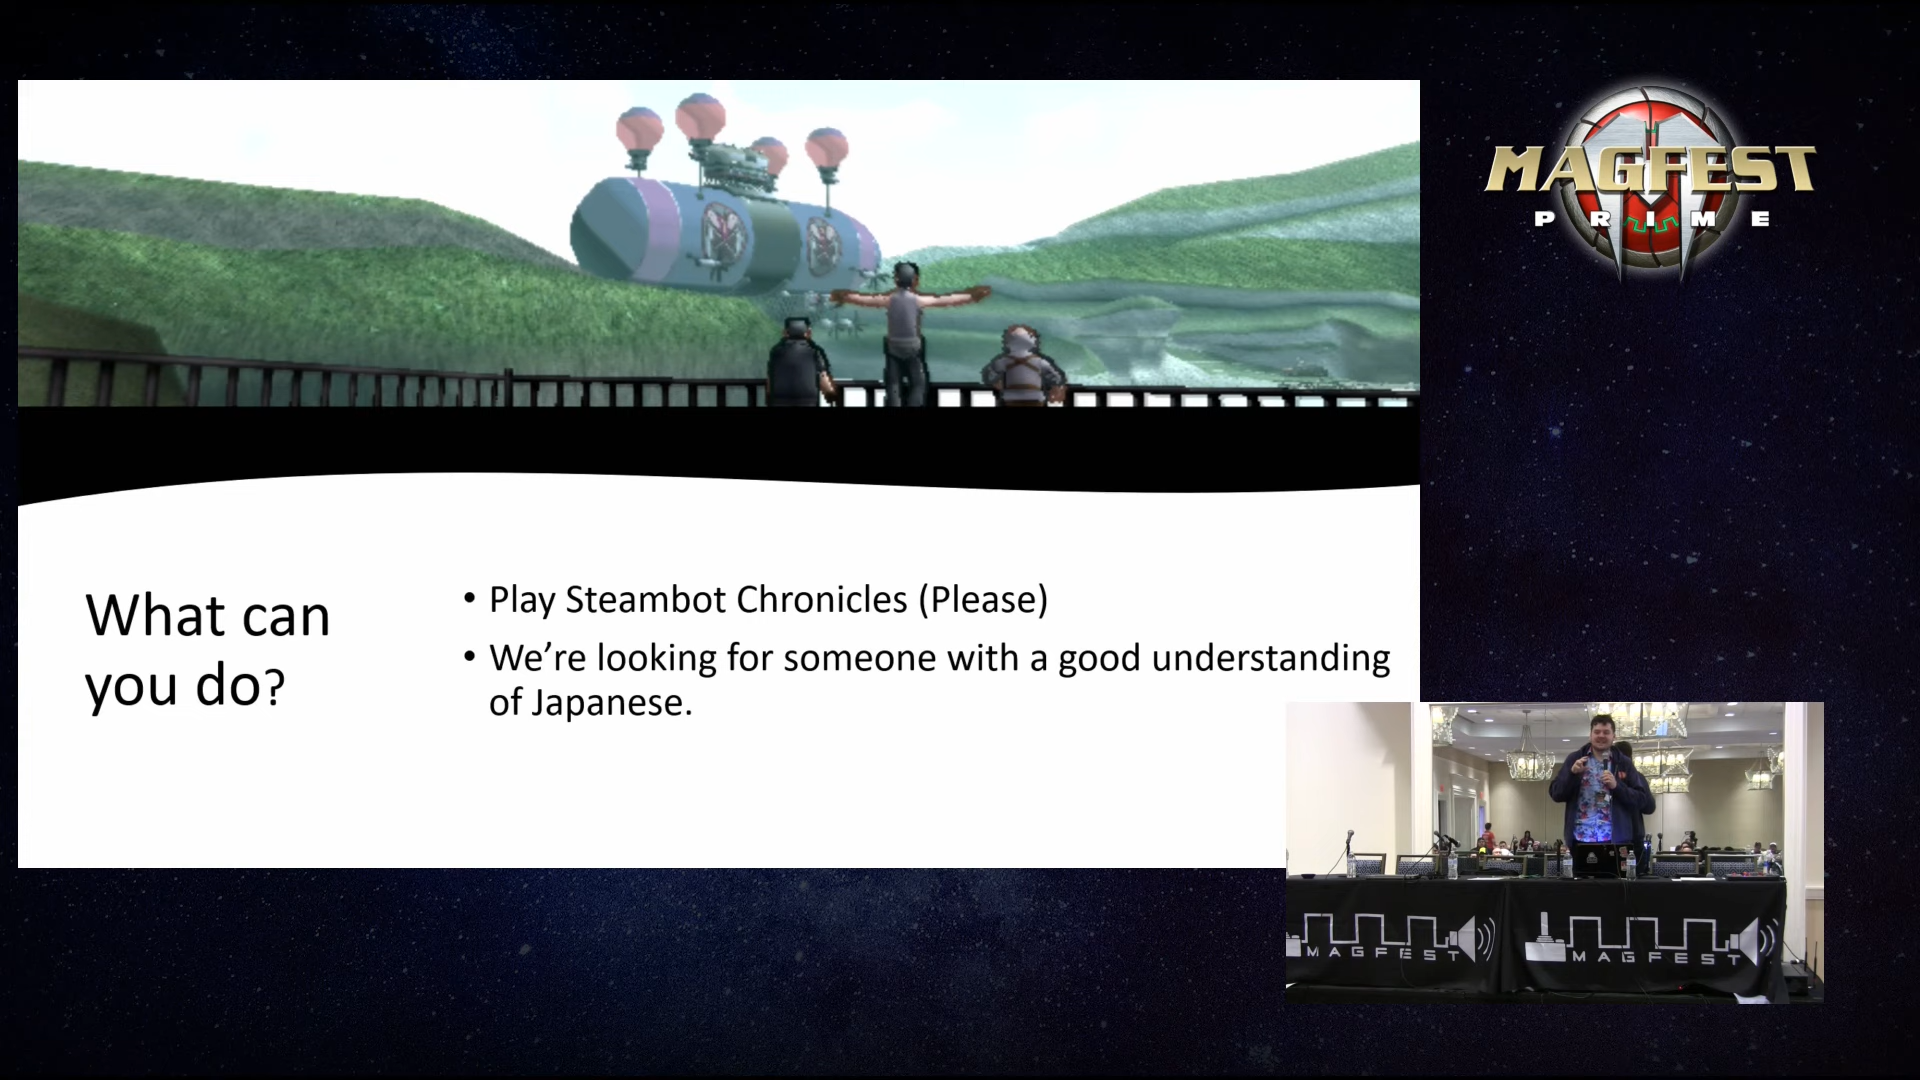 MAGFEST
PRIME
What can
you do?
• Play Steambot Chronicles (Please)
• We're looking for someone with a good understanding
of Japanese.
MAGFEST
MAGFEST